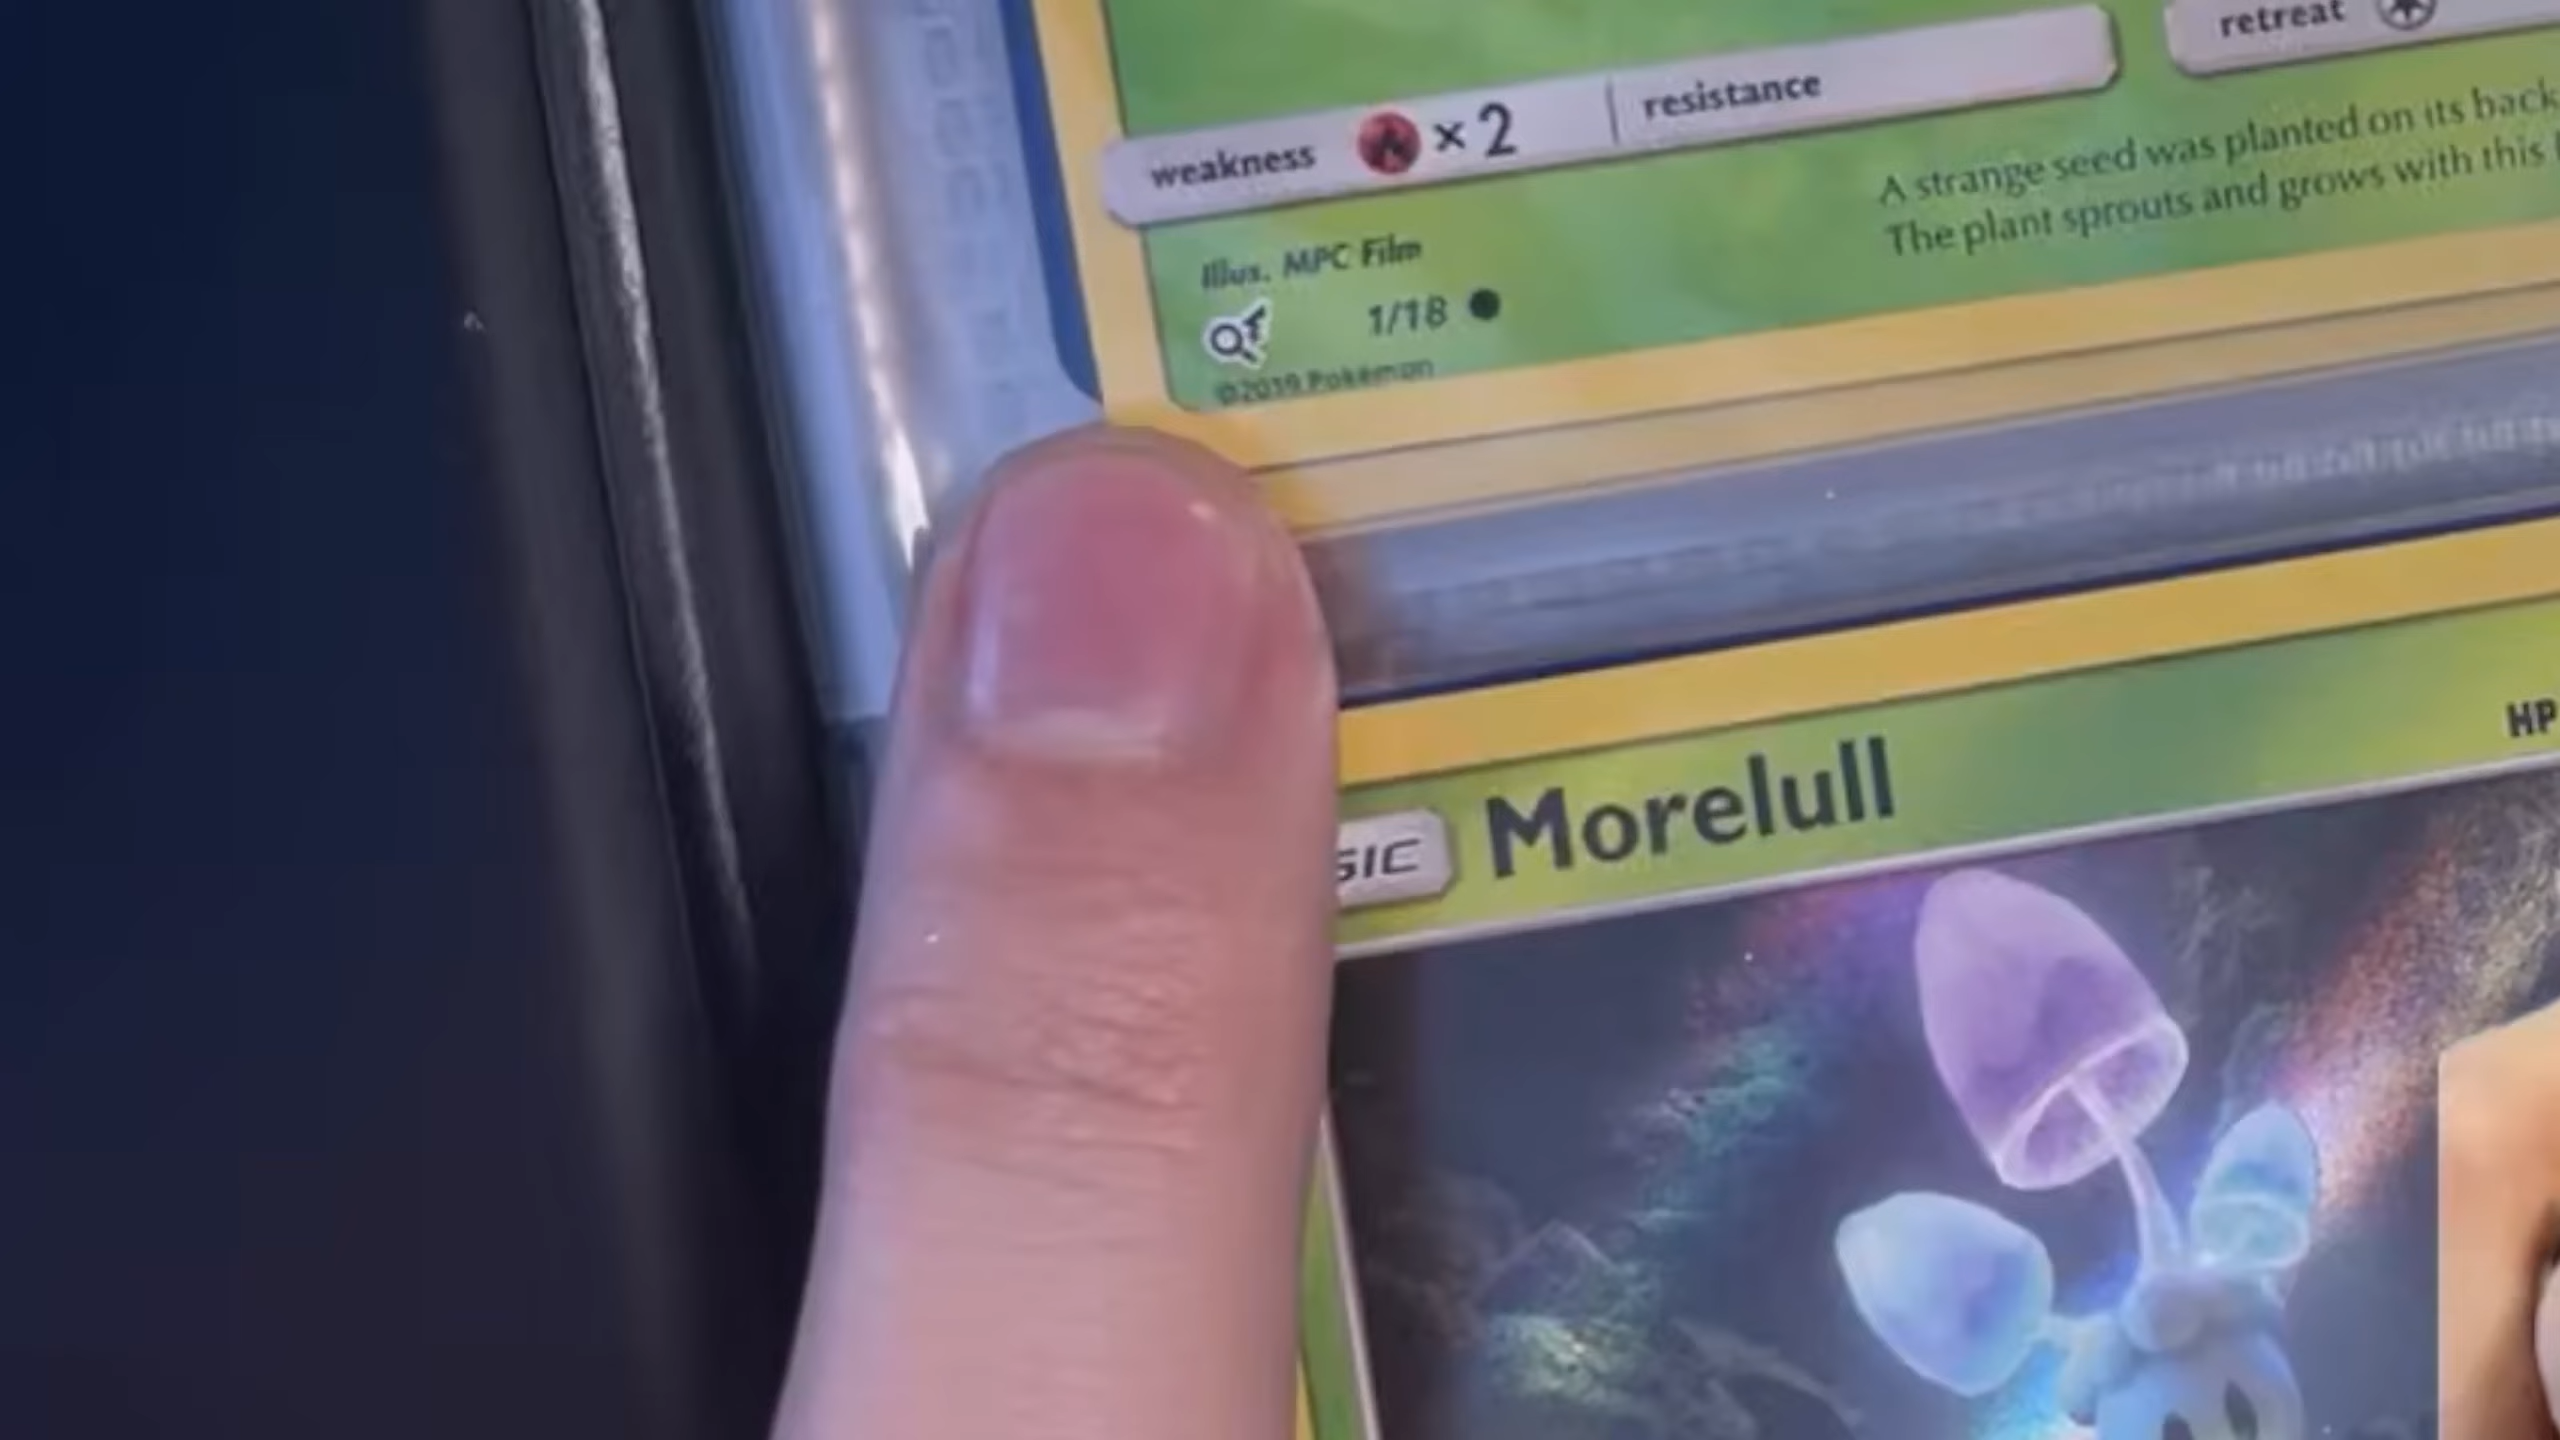 retreat
weakness × 2 resistance
A strange seed was planted on its back
The plant sprouts and grows with this
Illus. MPC Film
1/18
©2019 Pokémon
HP
SIC Morelull